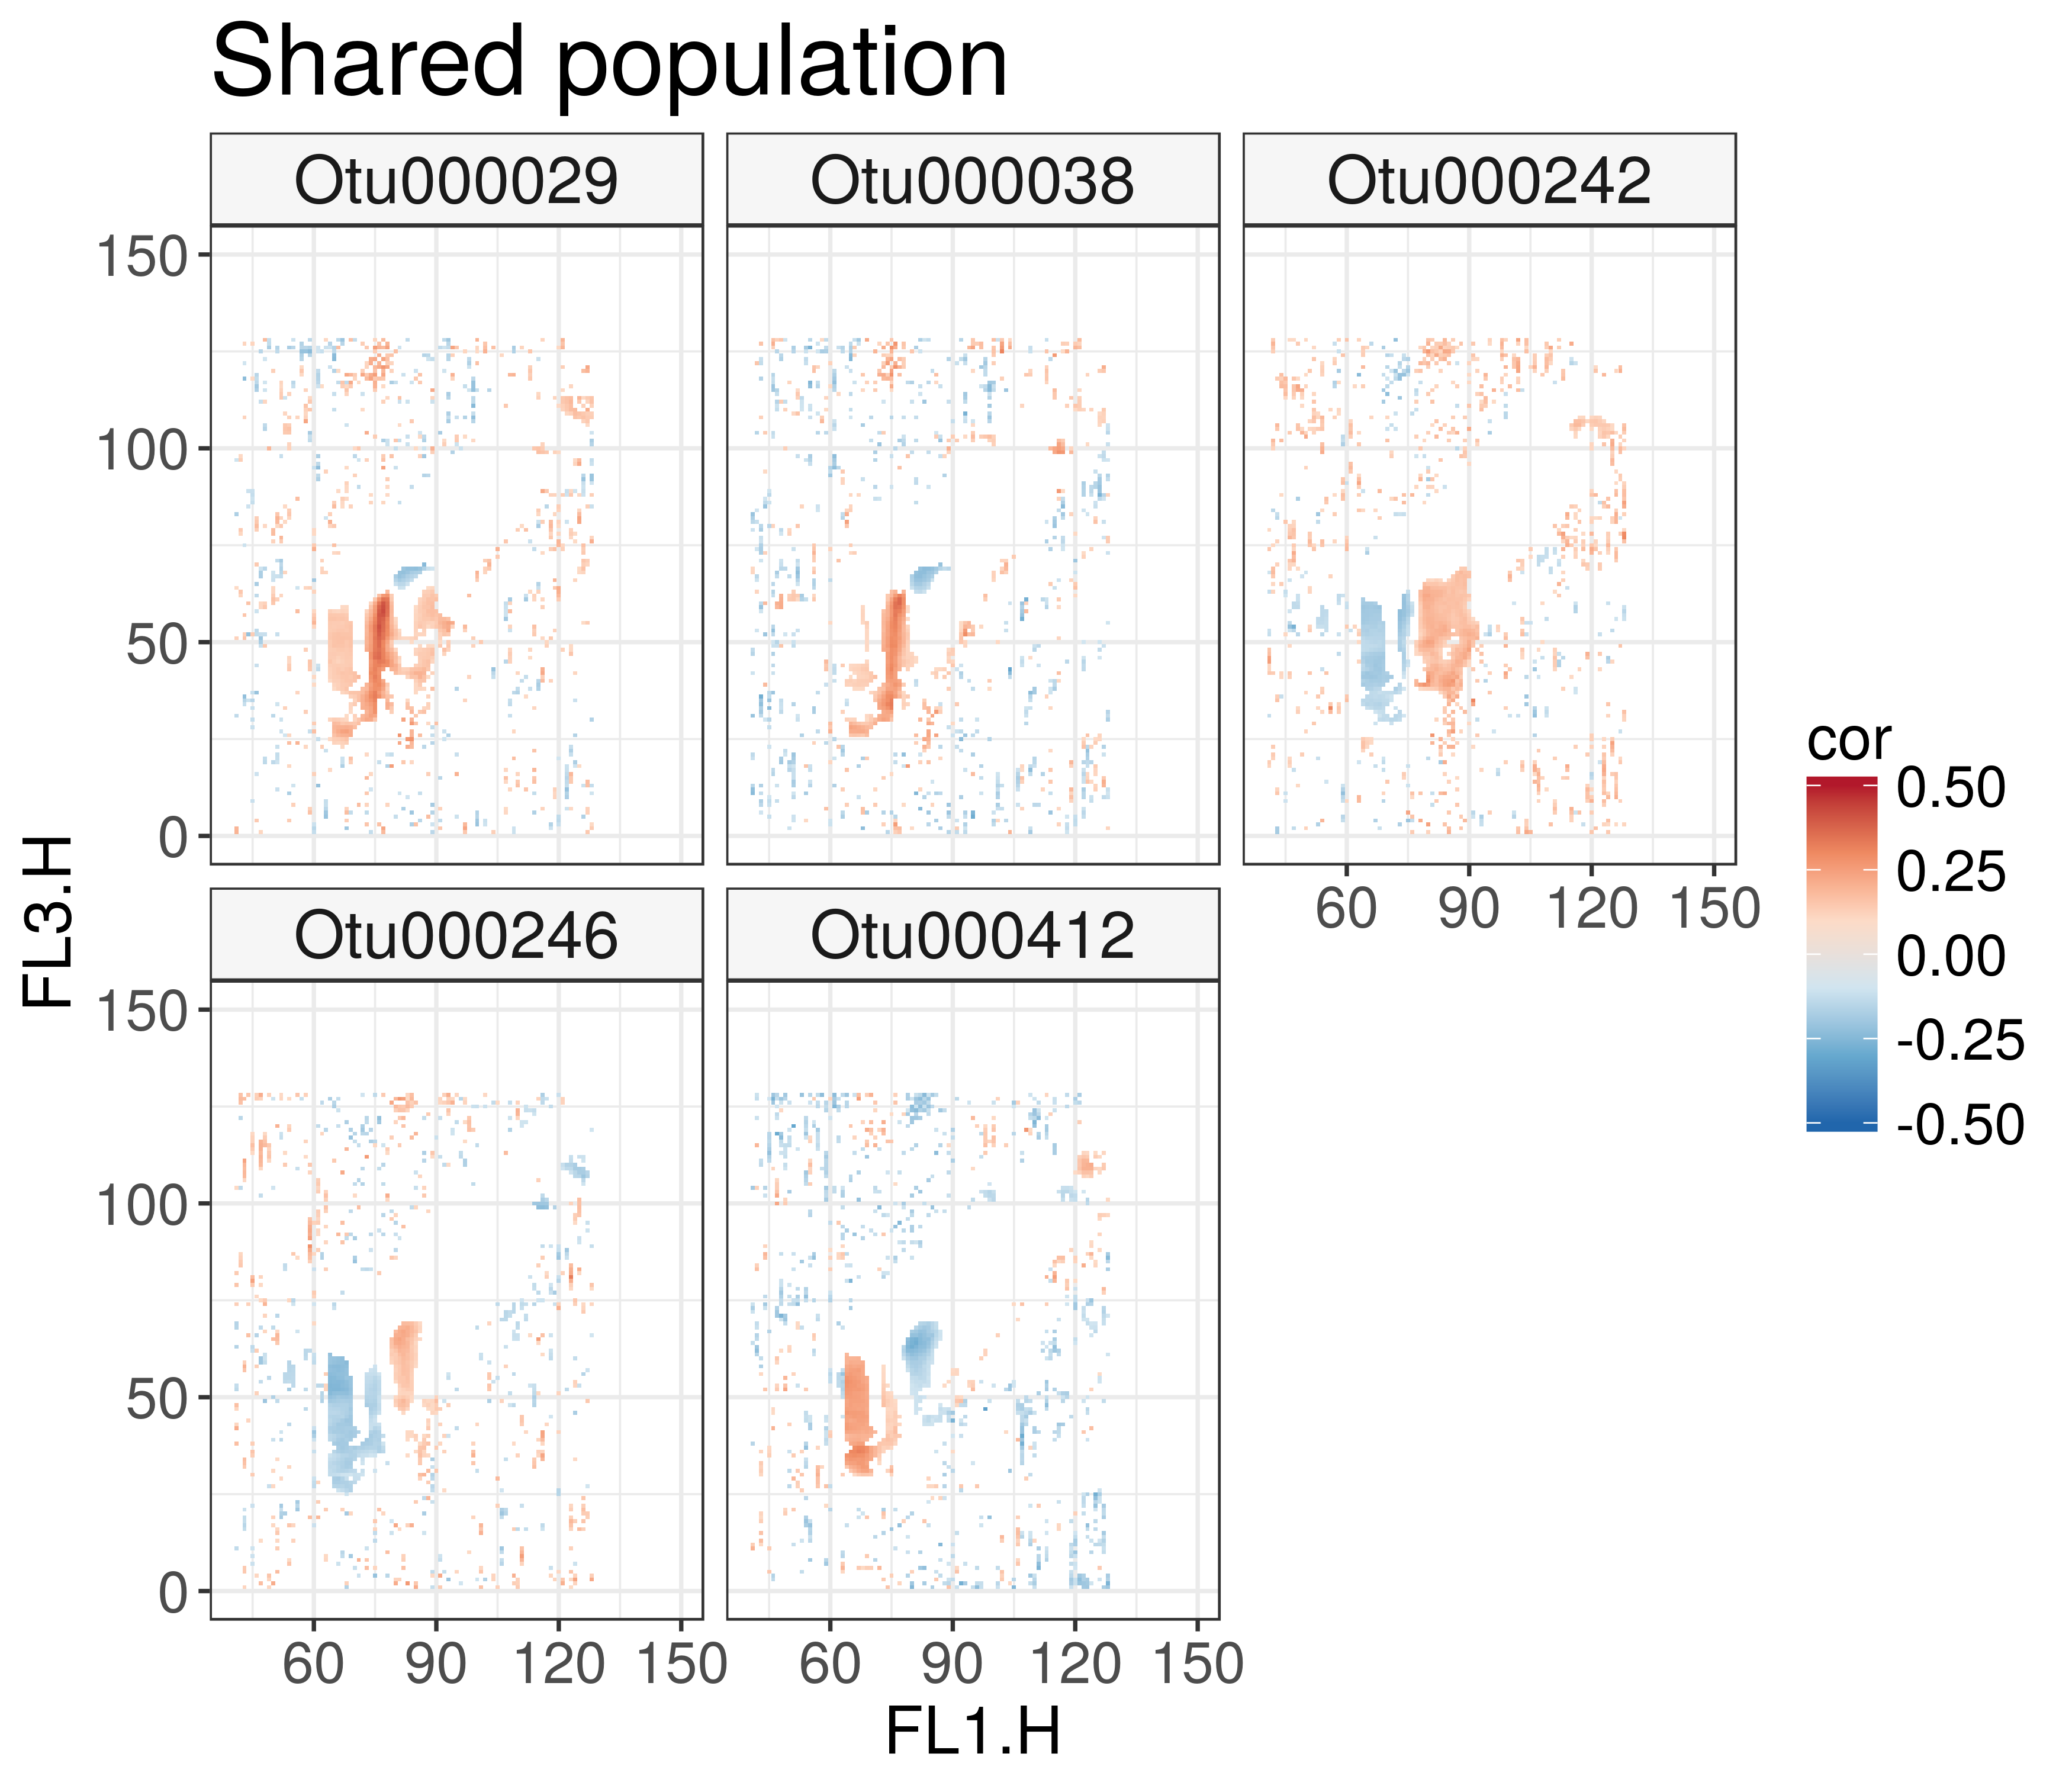 Shared population
Otu000029 Otu000038 Otu000242
150
100
50
0
60 90 120 150
FL3.H
cor
0.50
0.25
0.00
-0.25
-0.50
Otu000246 Otu000412
150
100
50
0
60 90 120 150 60 90 120 150
FL1.H